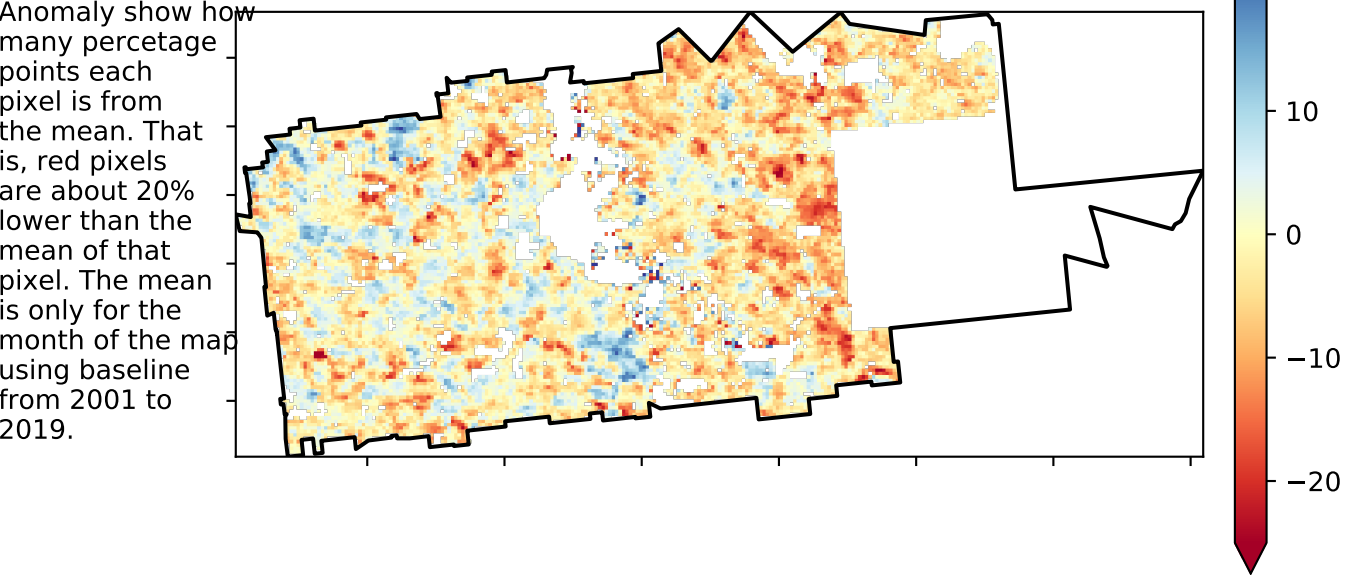 Anomaly show how
many percetage
points each
pixel is from
the mean. That
is, red pixels
are about 20%
lower than the
mean of that
pixel. The mean
is only for the
month of the map
using baseline
from 2001 to
2019.
10
0
−10
−20